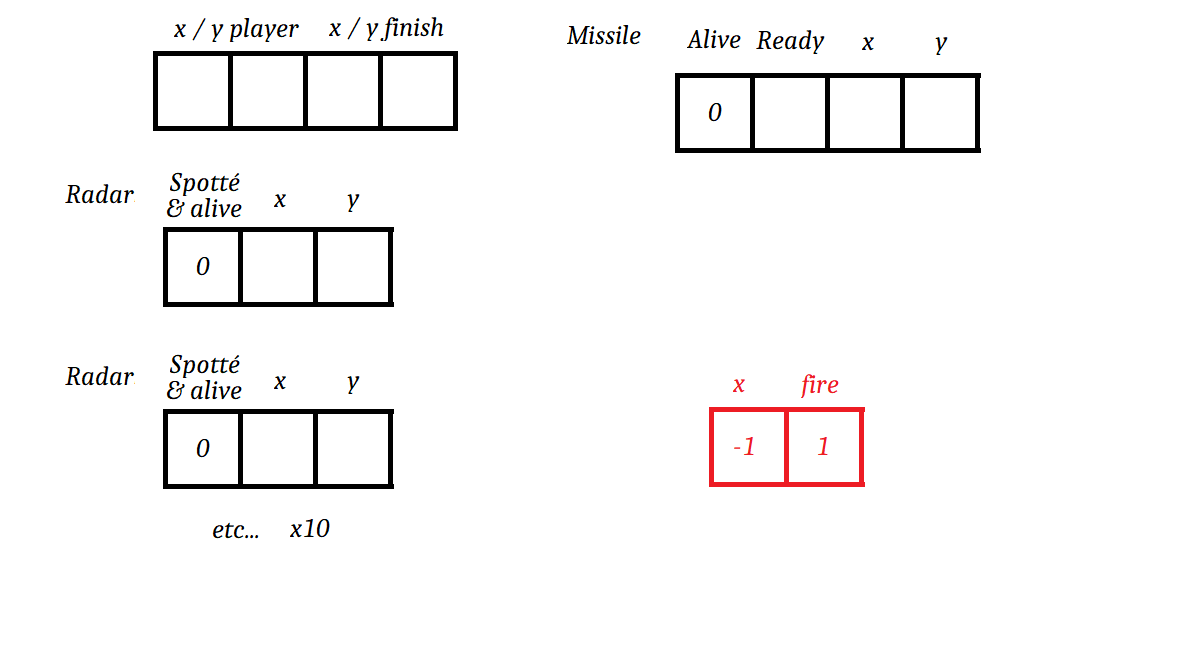 x / y player x / y finish
Missile Alive Ready x y
0
Radar Spotté
& alive x y
0
Radar Spotté
& alive x y
0
x fire
-1 1
etc... x10